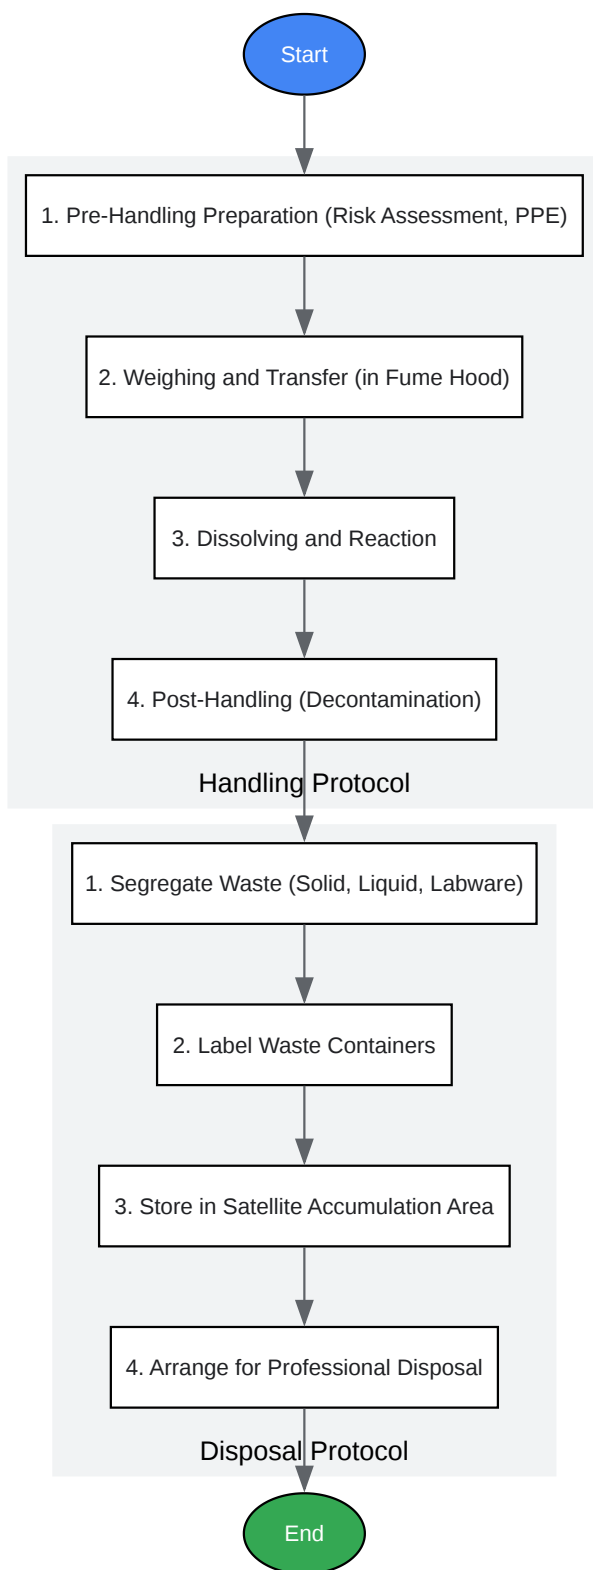 Start
1. Pre-Handling Preparation (Risk Assessment, PPE)
2. Weighing and Transfer (in Fume Hood)
3. Dissolving and Reaction
4. Post-Handling (Decontamination)
Handling Protocol
1. Segregate Waste (Solid, Liquid, Labware)
2. Label Waste Containers
3. Store in Satellite Accumulation Area
4. Arrange for Professional Disposal
Disposal Protocol
End